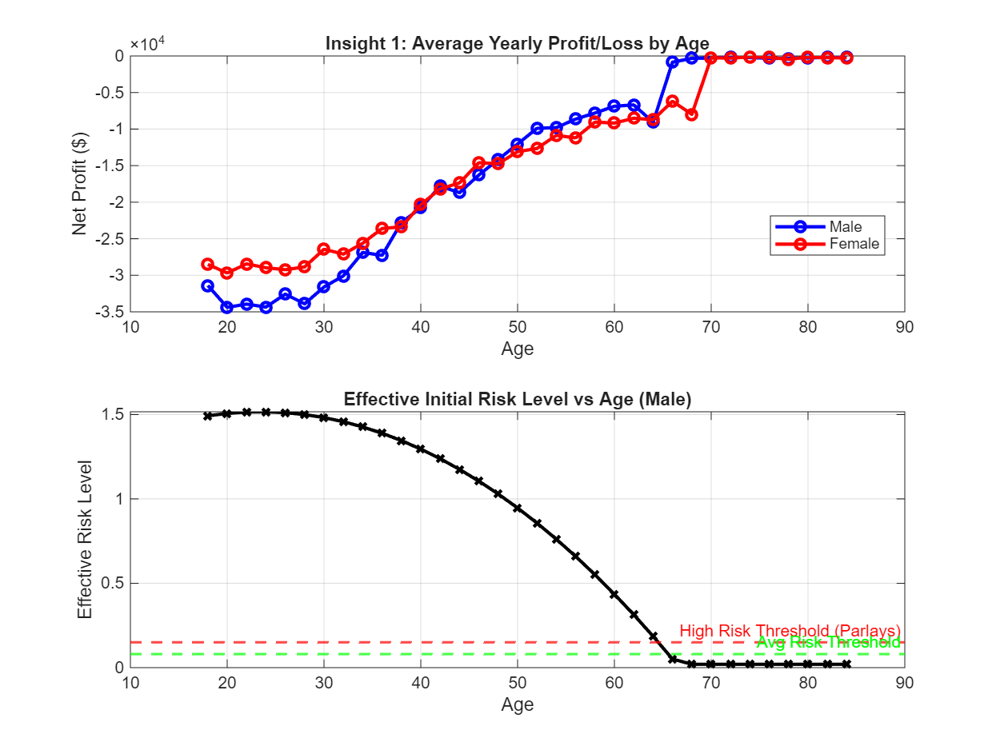 Insight 1: Average Yearly Profit/Loss by Age
×10⁴
0
-0.5
-1
-1.5
-2
-2.5
-3
-3.5
Net Profit ($)
10 20 30 40 50 60 70 80 90
Age
Male
Female
Effective Initial Risk Level vs Age (Male)
1.5
1
0.5
0
Effective Risk Level
High Risk Threshold (Parlays)
Avg Risk Threshold
10 20 30 40 50 60 70 80 90
Age